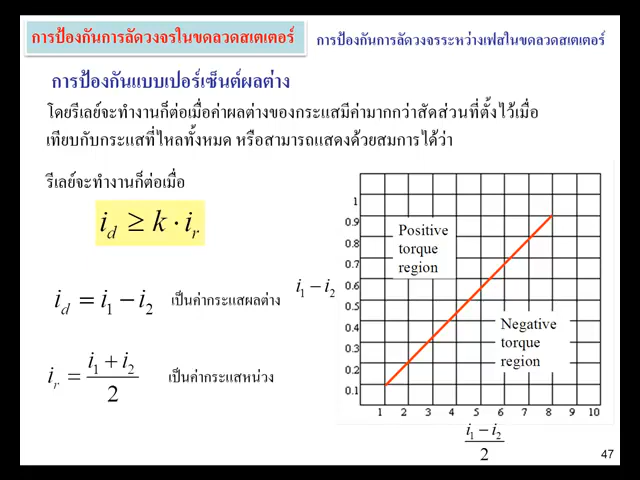 การป้องกันการลัดวงจรในขดลวดสเตเตอร์
การป้องกันการลัดวงจรระหว่างเฟสในขดลวดสเตเตอร์
การป้องกันแบบเปอร์เซ็นต์ผลต่าง
โดยรีเลย์จะทำงานก็ต่อเมื่อค่าผลต่างของกระแสมีค่ามากกว่าสัดส่วนที่ตั้งไว้เมื่อ
เทียบกับกระแสที่ไหลทั้งหมด หรือสามารถแสดงด้วยสมการได้ว่า
รีเลย์จะทำงานก็ต่อเมื่อ
i_d ≥ k · i_r
i_d = i_1 − i_2 เป็นค่ากระแสผลต่าง
i_r = (i_1 + i_2) / 2 เป็นค่ากระแสหน่วง
i_1 − i_2
1
0.9
0.8
0.7
0.6
0.5
0.4
0.3
0.2
0.1
Positive
torque
region
Negative
torque
region
1 2 3 4 5 6 7 8 9 10
(i_1 − i_2) / 2
47